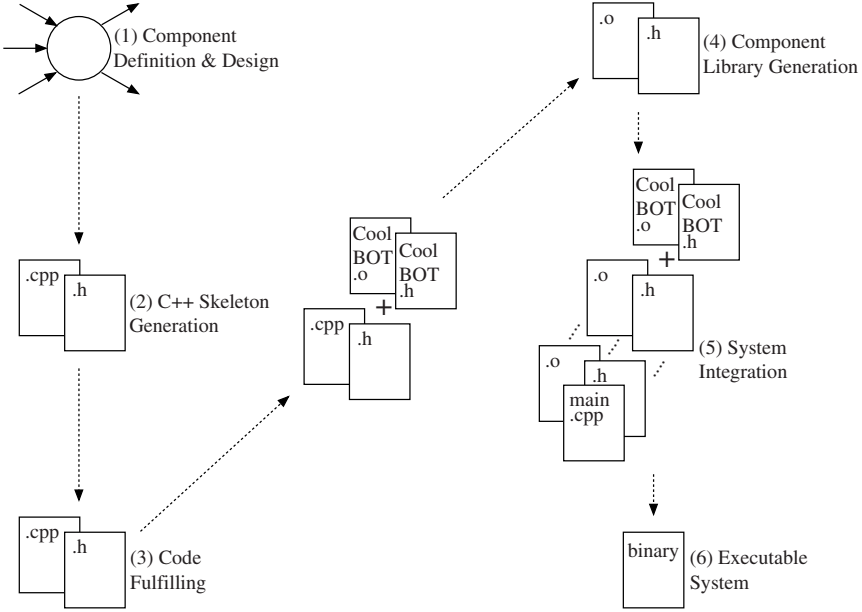 (1) Component
Definition & Design
.cpp
.h
(2) C++ Skeleton
Generation
.cpp
.h
(3) Code
Fulfilling
Cool
BOT
.o
Cool
BOT
.h
+
.cpp
.h
.o
.h
(4) Component
Library Generation
Cool
BOT
.o
Cool
BOT
.h
+
.o
.h
(5) System
Integration
.o
.h
main
.cpp
binary
(6) Executable
System